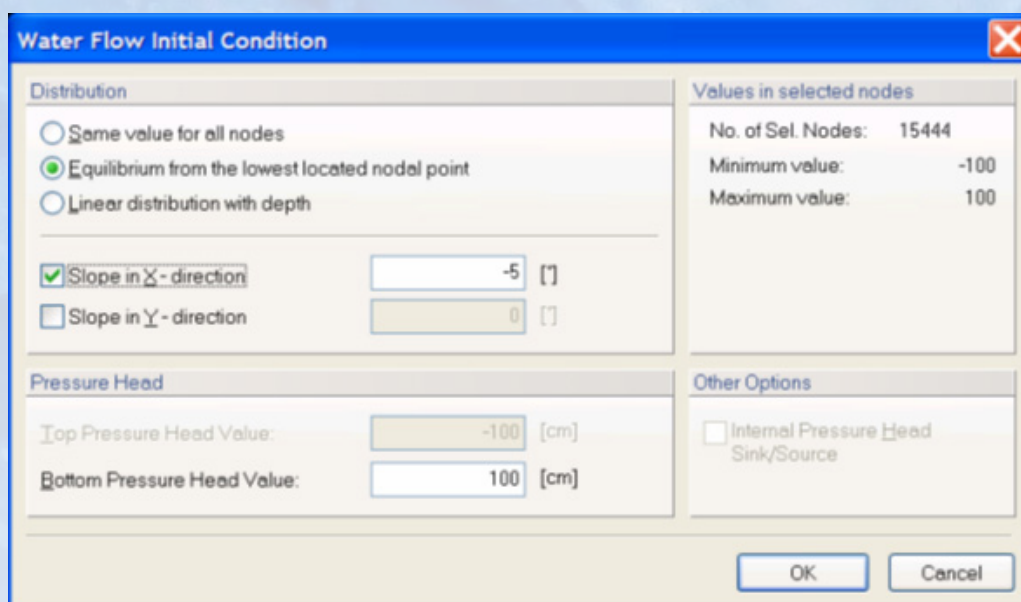 Water Flow Initial Condition
Distribution
Same value for all nodes
Equilibrium from the lowest located nodal point
Linear distribution with depth
Slope in X - direction -5 [°]
Slope in Y - direction 0 [°]
Values in selected nodes
No. of Sel. Nodes: 15444
Minimum value: -100
Maximum value: 100
Pressure Head
Top Pressure Head Value: -100 [cm]
Bottom Pressure Head Value: 100 [cm]
Other Options
Internal Pressure Head
Sink/Source
OK Cancel